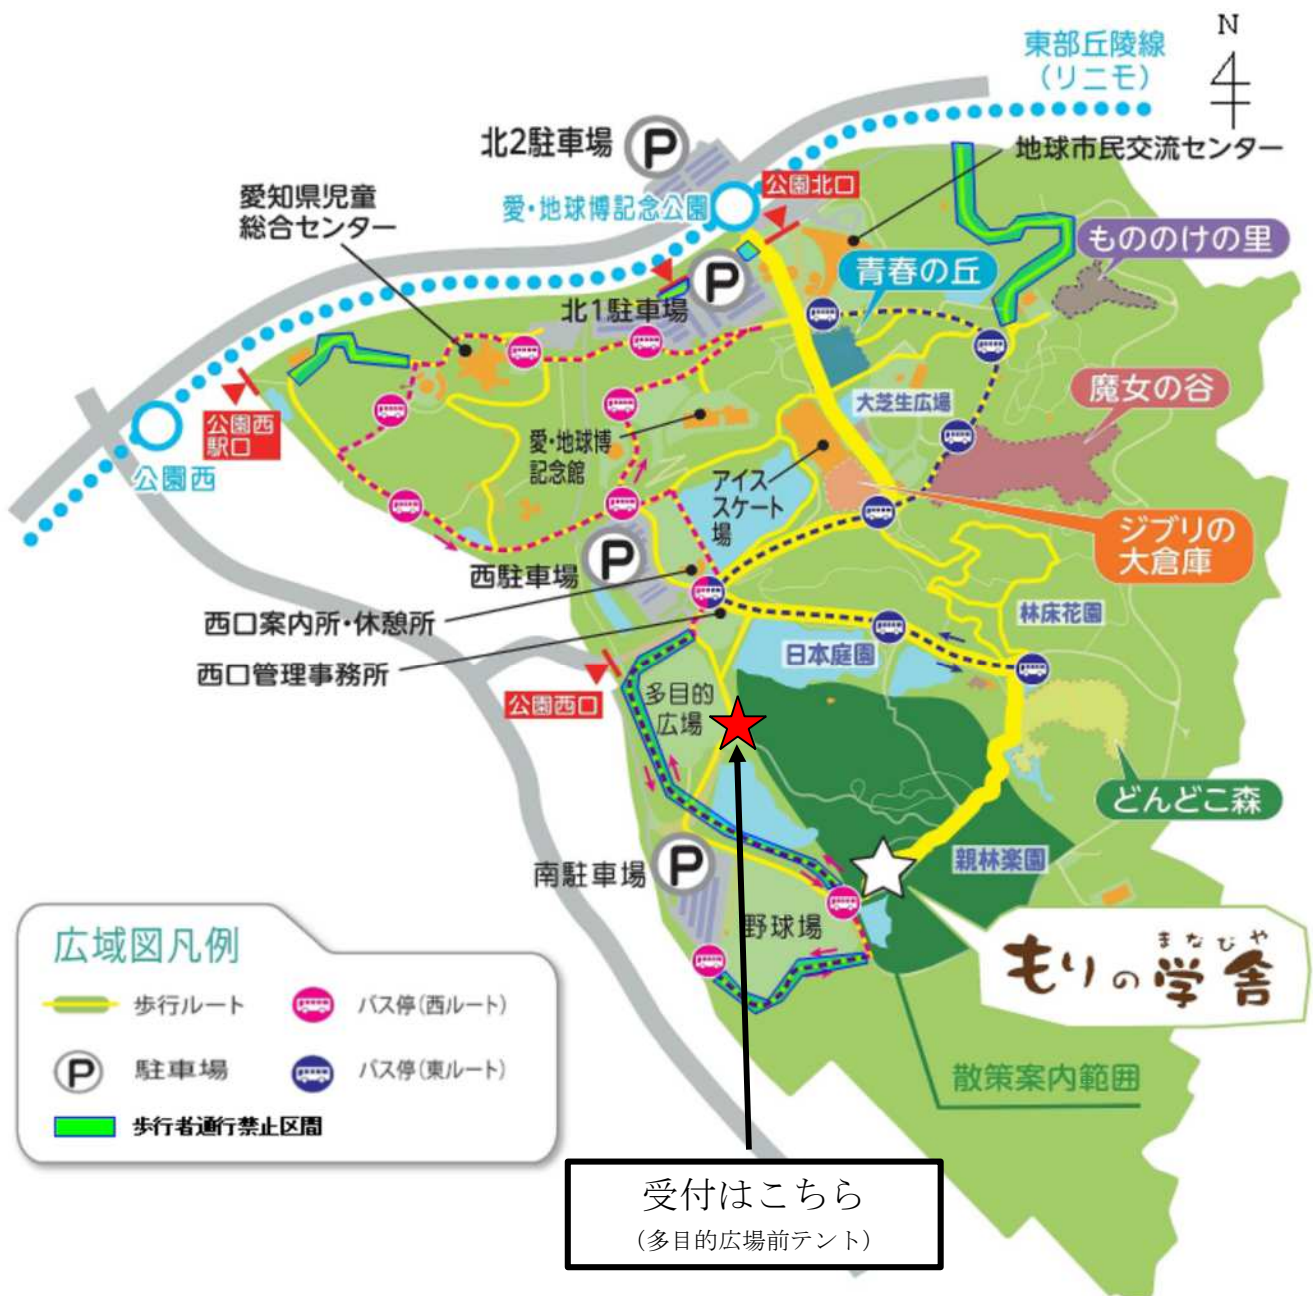 N
東部丘陵線
（リニモ）
北2駐車場
P
地球市民交流センター
公園北口
愛知県児童
総合センター
愛・地球博記念公園
もののけの里
青春の丘
P
北1駐車場
魔女の谷
大芝生広場
公園西
駅口
愛・地球博
記念館
公園西
アイス
スケート
場
ジブリの
大倉庫
P
西駐車場
西口案内所・休憩所
林床花園
日本庭園
西口管理事務所
公園西口
多目的
広場
どんどこ森
P
南駐車場
親林楽園
野球場
まなびや
もりの学舎
広域図凡例
歩行ルート
バス停(西ルート)
P
駐車場
バス停(東ルート)
歩行者通行禁止区間
散策案内範囲
受付はこちら
（多目的広場前テント）